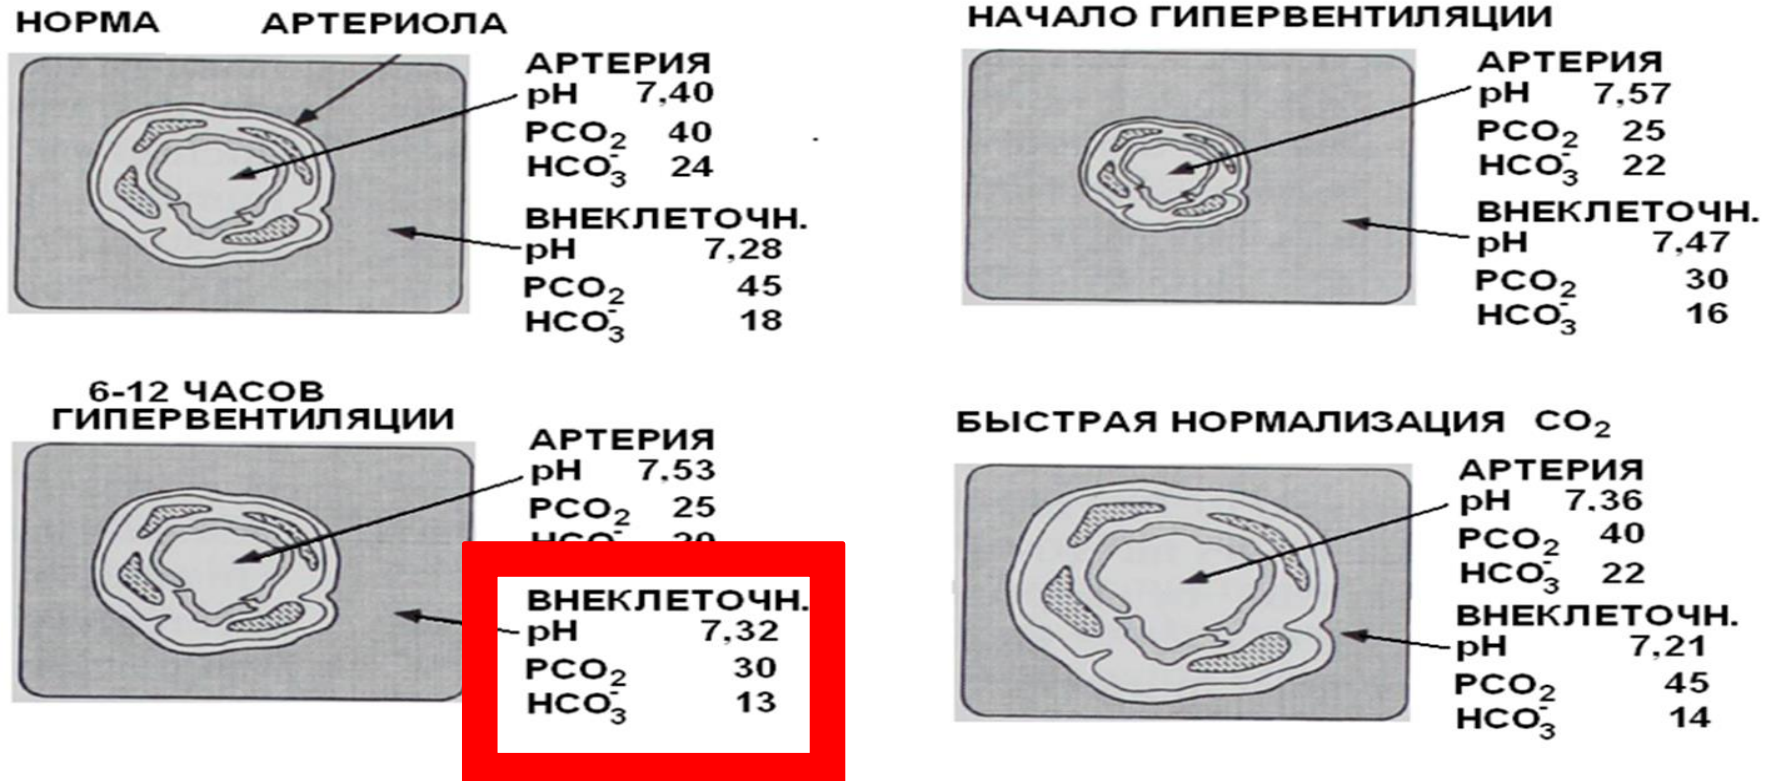 НОРМА
АРТЕРИОЛА
АРТЕРИЯ
pH 7,40
PCO2 40
HCO3- 24
ВНЕКЛЕТОЧН.
pH 7,28
PCO2 45
HCO3- 18
НАЧАЛО ГИПЕРВЕНТИЛЯЦИИ
АРТЕРИЯ
pH 7,57
PCO2 25
HCO3- 22
ВНЕКЛЕТОЧН.
pH 7,47
PCO2 30
HCO3- 16
6-12 ЧАСОВ
ГИПЕРВЕНТИЛЯЦИИ
АРТЕРИЯ
pH 7,53
PCO2 25
ВНЕКЛЕТОЧН.
pH 7,32
PCO2 30
HCO3- 13
БЫСТРАЯ НОРМАЛИЗАЦИЯ CO2
АРТЕРИЯ
pH 7.36
PCO2 40
HCO3- 22
ВНЕКЛЕТОЧН.
pH 7,21
PCO2 45
HCO3- 14